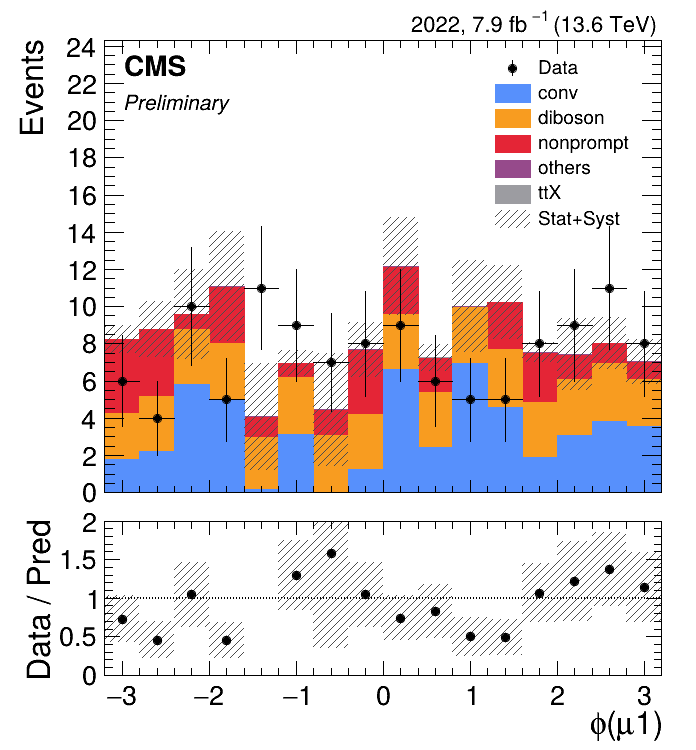 2022, 7.9 fb⁻¹ (13.6 TeV)
Events
24
22
20
18
16
14
12
10
8
6
4
2
0
CMS
Preliminary
Data
conv
diboson
nonprompt
others
ttX
Stat+Syst
Data / Pred
2
1.5
1
0.5
0
−3 −2 −1 0 1 2 3
ϕ(μ1)